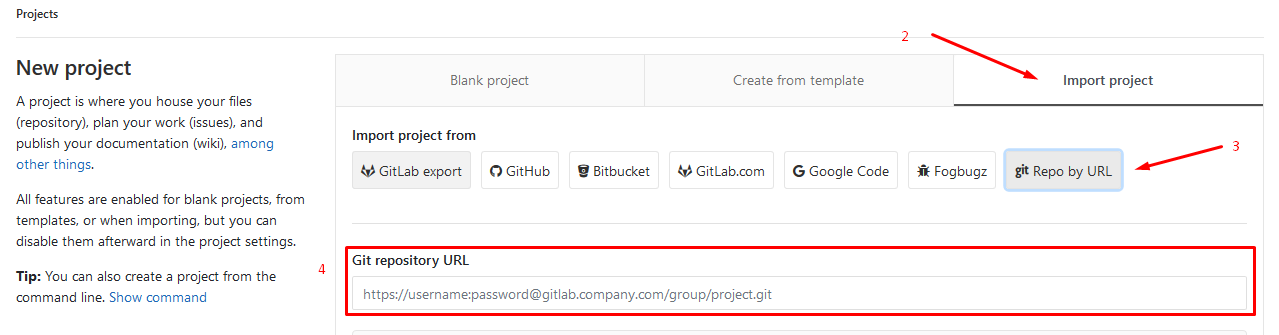 Projects
New project
A project is where you house your files
(repository), plan your work (issues), and
publish your documentation (wiki), among
other things.
All features are enabled for blank projects, from
templates, or when importing, but you can
disable them afterward in the project settings.
Tip: You can also create a project from the
command line. Show command
2
Blank project
Create from template
Import project
Import project from
GitLab export
GitHub
Bitbucket
GitLab.com
Google Code
Fogbugz
git Repo by URL
3
4
Git repository URL
https://username:password@gitlab.company.com/group/project.git